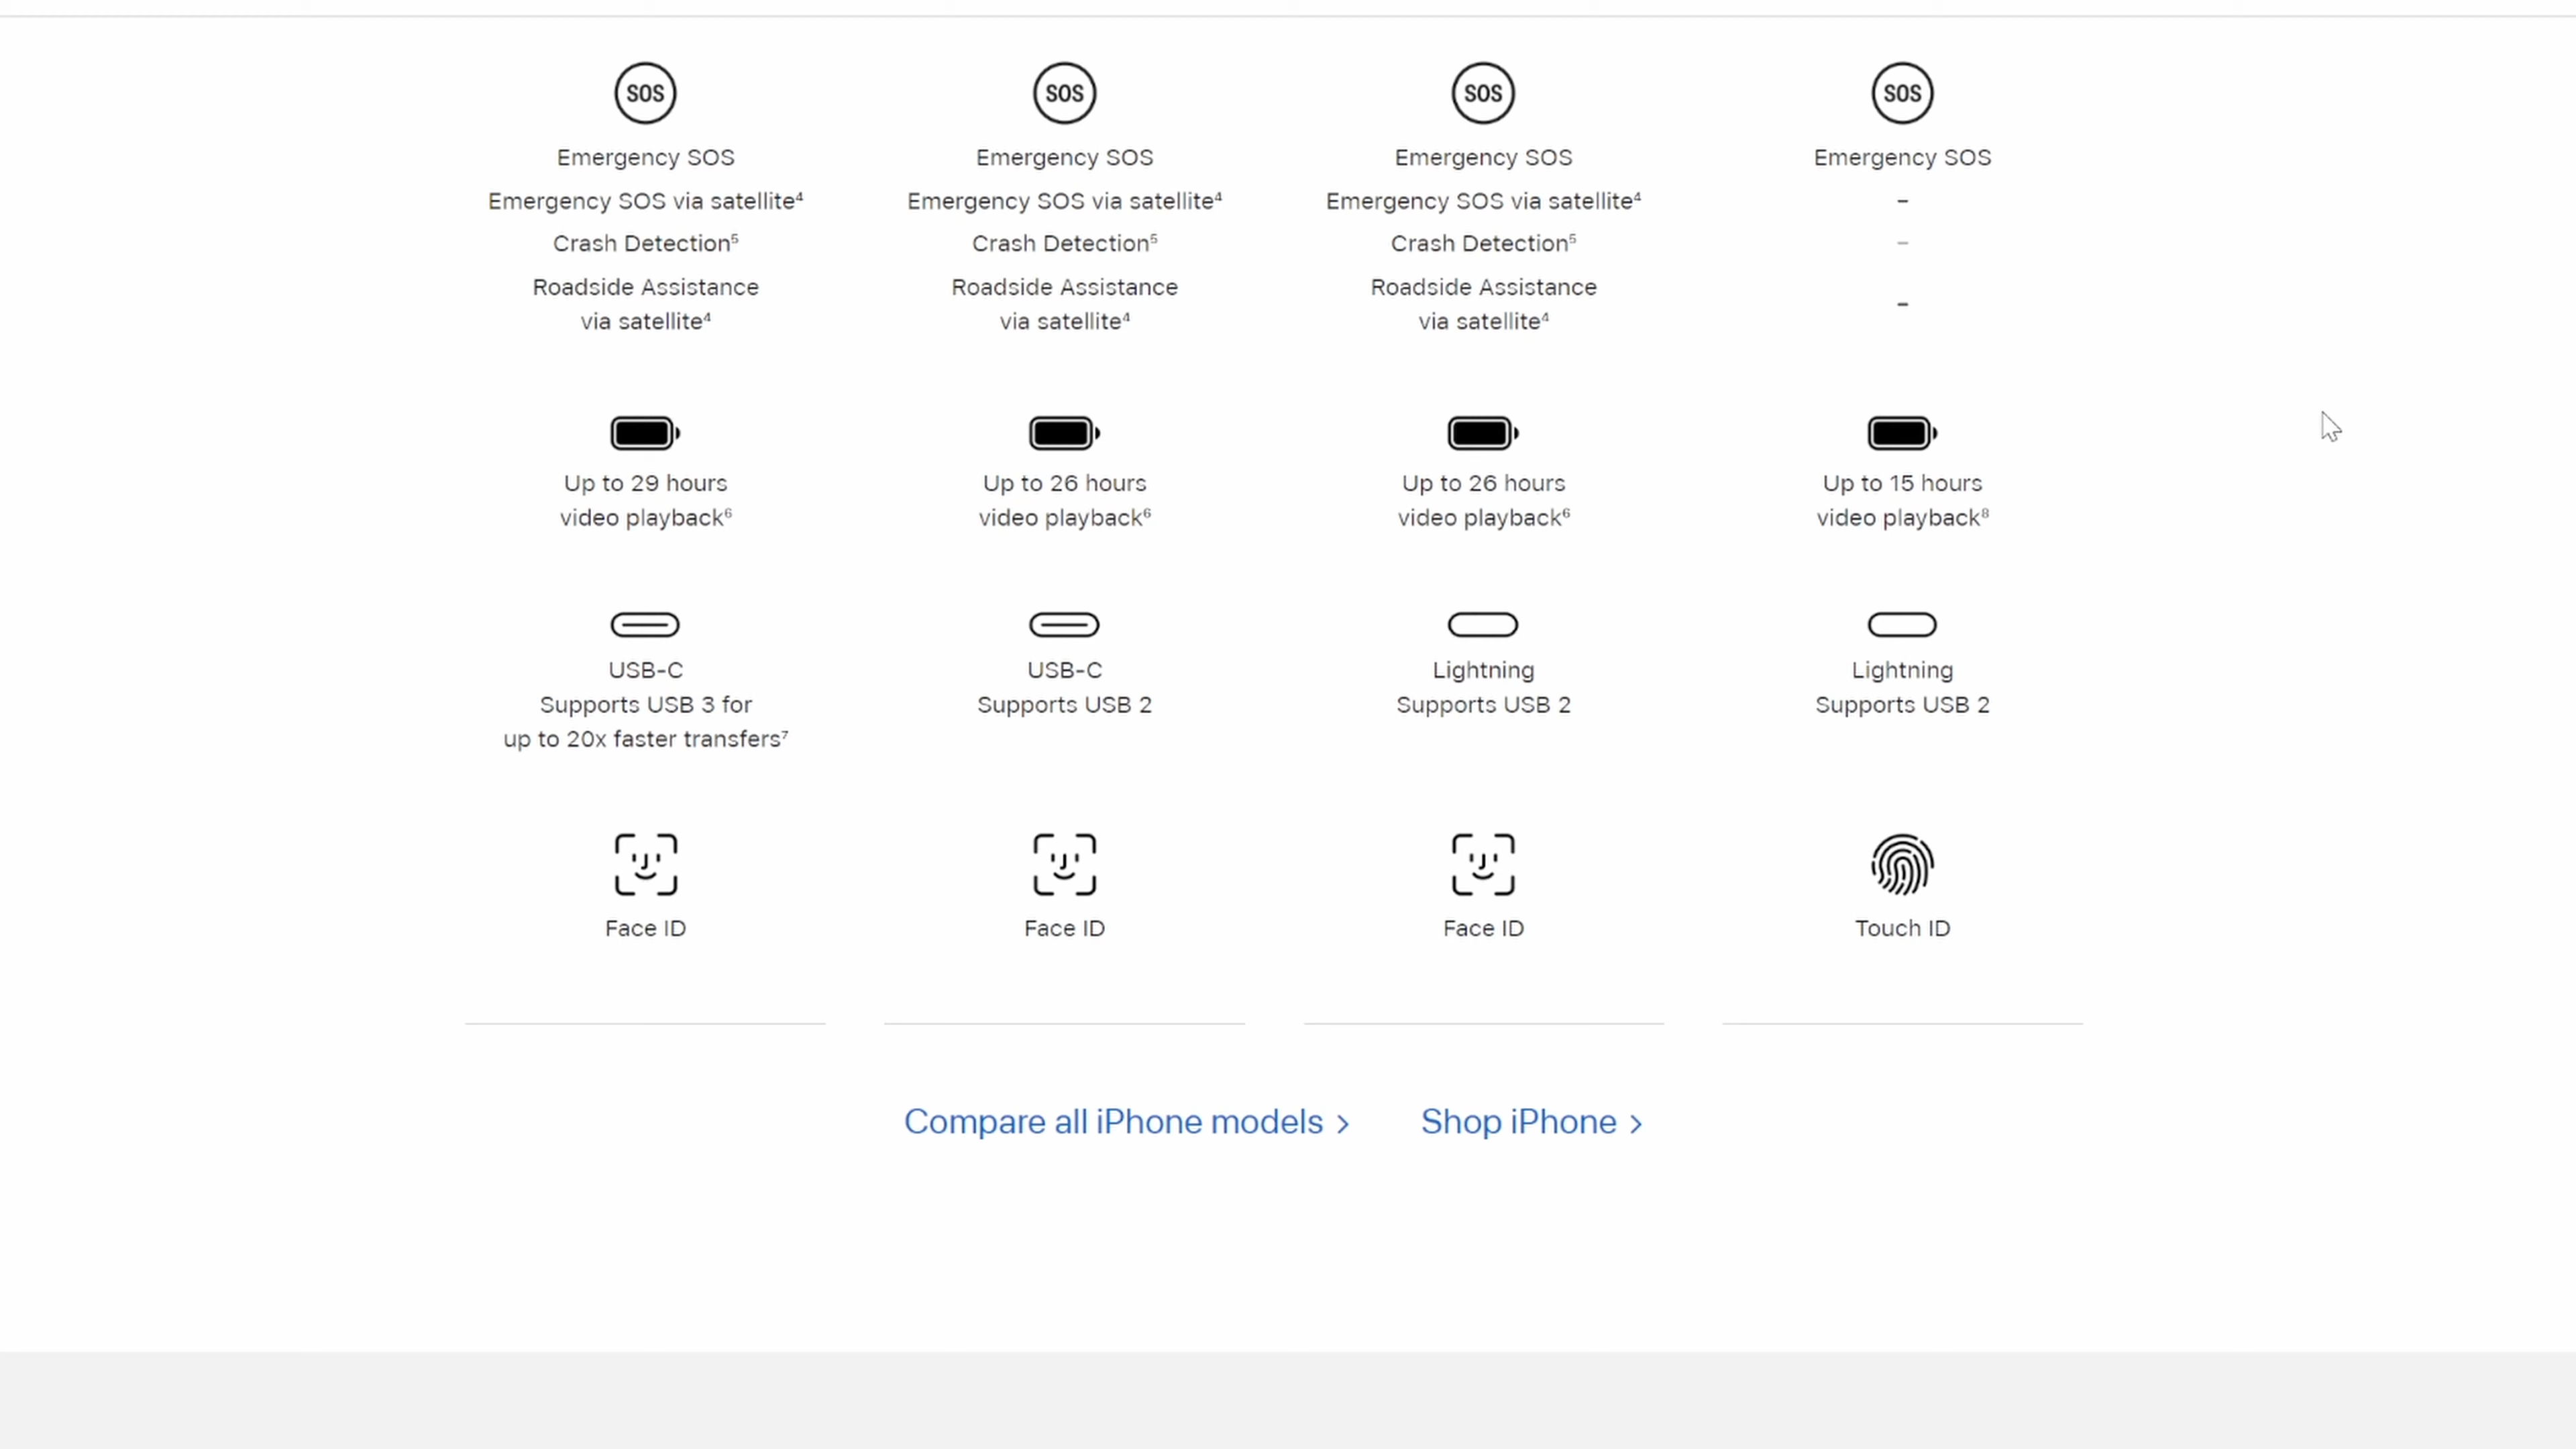 SOS SOS SOS SOS
Emergency SOS Emergency SOS Emergency SOS Emergency SOS
Emergency SOS via satellite⁴ Emergency SOS via satellite⁴ Emergency SOS via satellite⁴ –
Crash Detection⁵ Crash Detection⁵ Crash Detection⁵ –
Roadside Assistance Roadside Assistance Roadside Assistance –
via satellite⁴ via satellite⁴ via satellite⁴
Up to 29 hours Up to 26 hours Up to 26 hours Up to 15 hours
video playback⁶ video playback⁶ video playback⁶ video playback⁸
USB-C USB-C Lightning Lightning
Supports USB 3 for Supports USB 2 Supports USB 2 Supports USB 2
up to 20x faster transfers⁷
Face ID Face ID Face ID Touch ID
Compare all iPhone models > Shop iPhone >